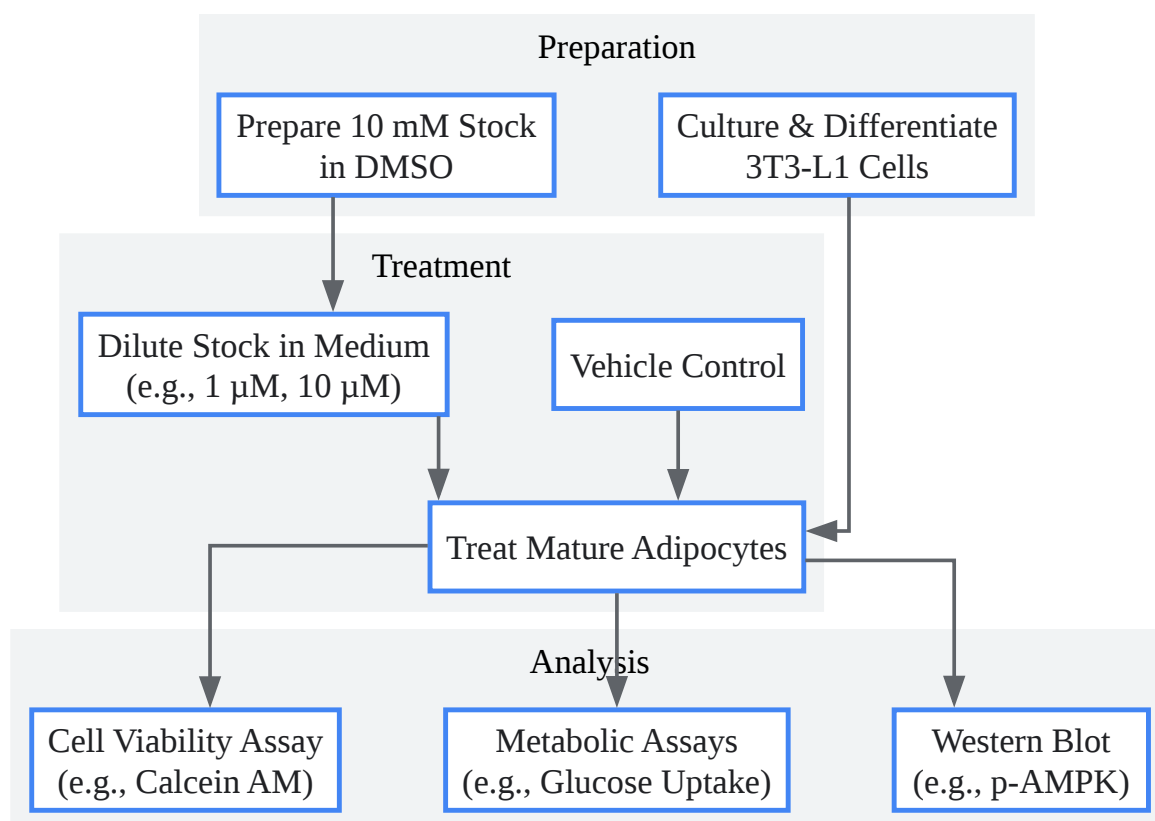 Preparation
Prepare 10 mM Stock
in DMSO
Culture & Differentiate
3T3-L1 Cells
Treatment
Dilute Stock in Medium
(e.g., 1 µM, 10 µM)
Vehicle Control
Treat Mature Adipocytes
Analysis
Cell Viability Assay
(e.g., Calcein AM)
Metabolic Assays
(e.g., Glucose Uptake)
Western Blot
(e.g., p-AMPK)